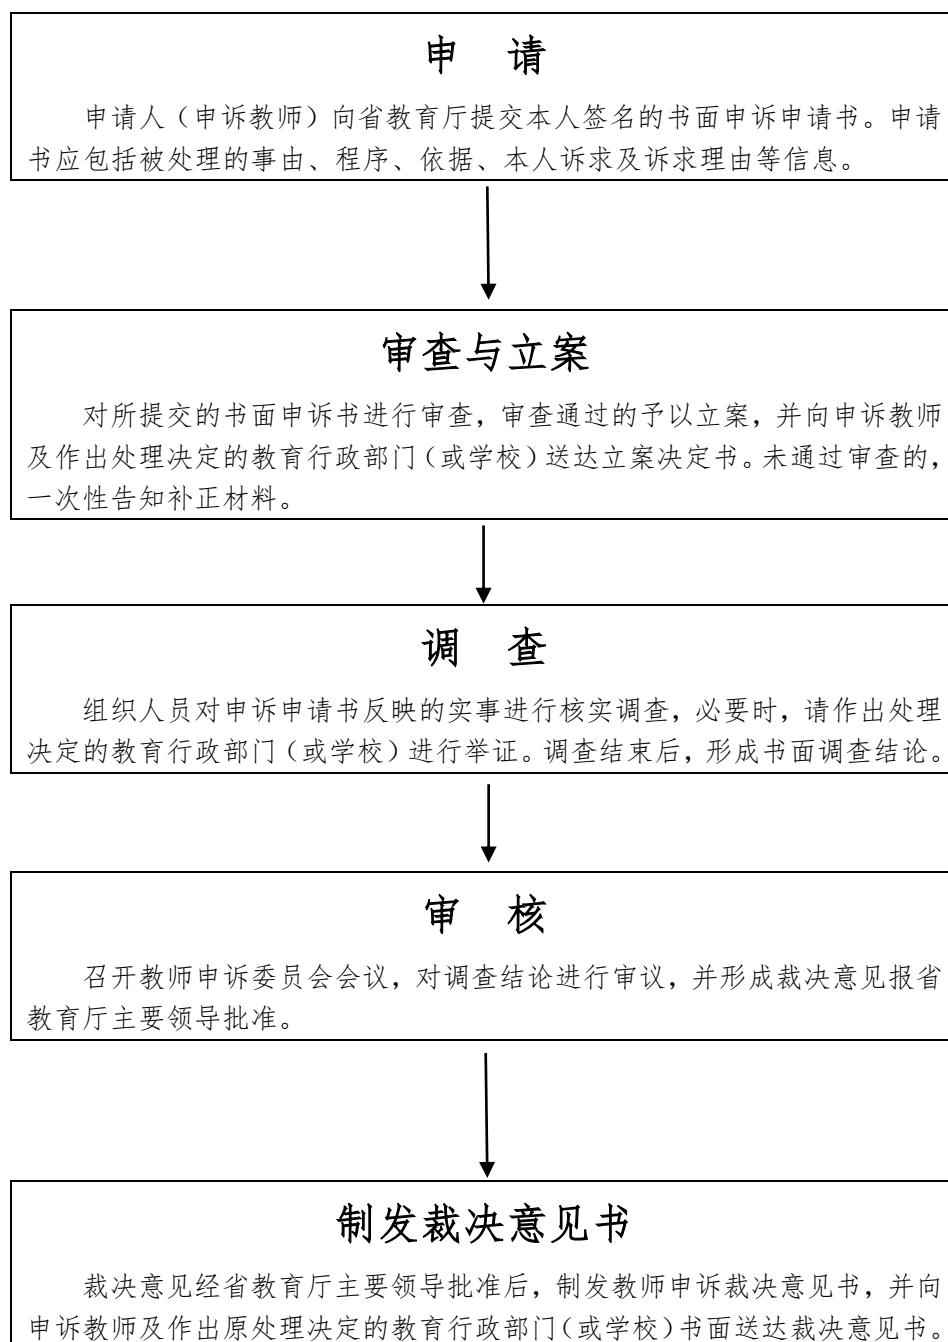 申 请
申请人（申诉教师）向省教育厅提交本人签名的书面申诉申请书。申请
书应包括被处理的事由、程序、依据、本人诉求及诉求理由等信息。
审查与立案
对所提交的书面申诉书进行审查，审查通过的予以立案，并向申诉教师
及作出处理决定的教育行政部门（或学校）送达立案决定书。未通过审查的，
一次性告知补正材料。
调 查
组织人员对申诉申请书反映的实事进行核实调查，必要时，请作出处理
决定的教育行政部门（或学校）进行举证。调查结束后，形成书面调查结论。
审 核
召开教师申诉委员会会议，对调查结论进行审议，并形成裁决意见报省
教育厅主要领导批准。
制发裁决意见书
裁决意见经省教育厅主要领导批准后，制发教师申诉裁决意见书，并向
申诉教师及作出原处理决定的教育行政部门（或学校）书面送达裁决意见书。